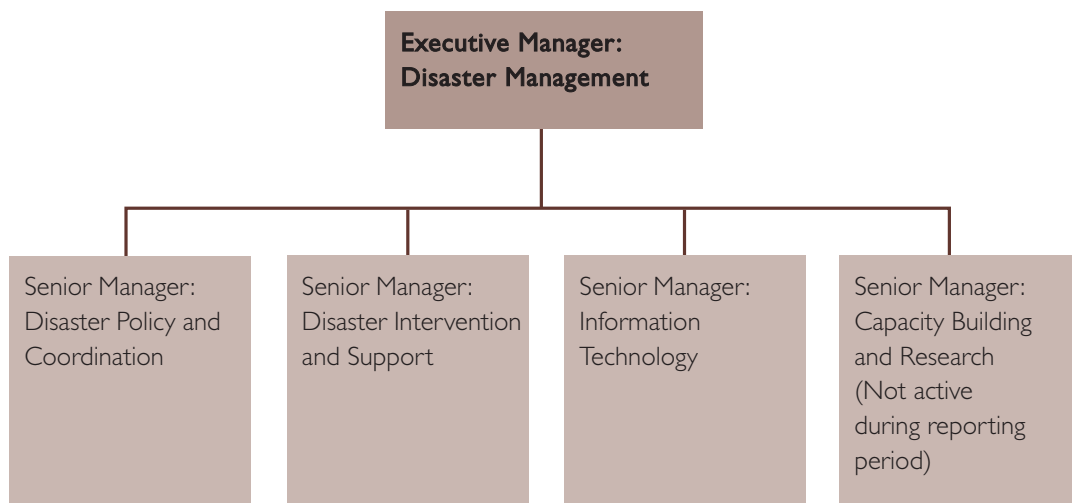 Executive Manager:
Disaster Management
Senior Manager:
Disaster Policy and
Coordination
Senior Manager:
Disaster Intervention
and Support
Senior Manager:
Information
Technology
Senior Manager:
Capacity Building
and Research
(Not active
during reporting
period)